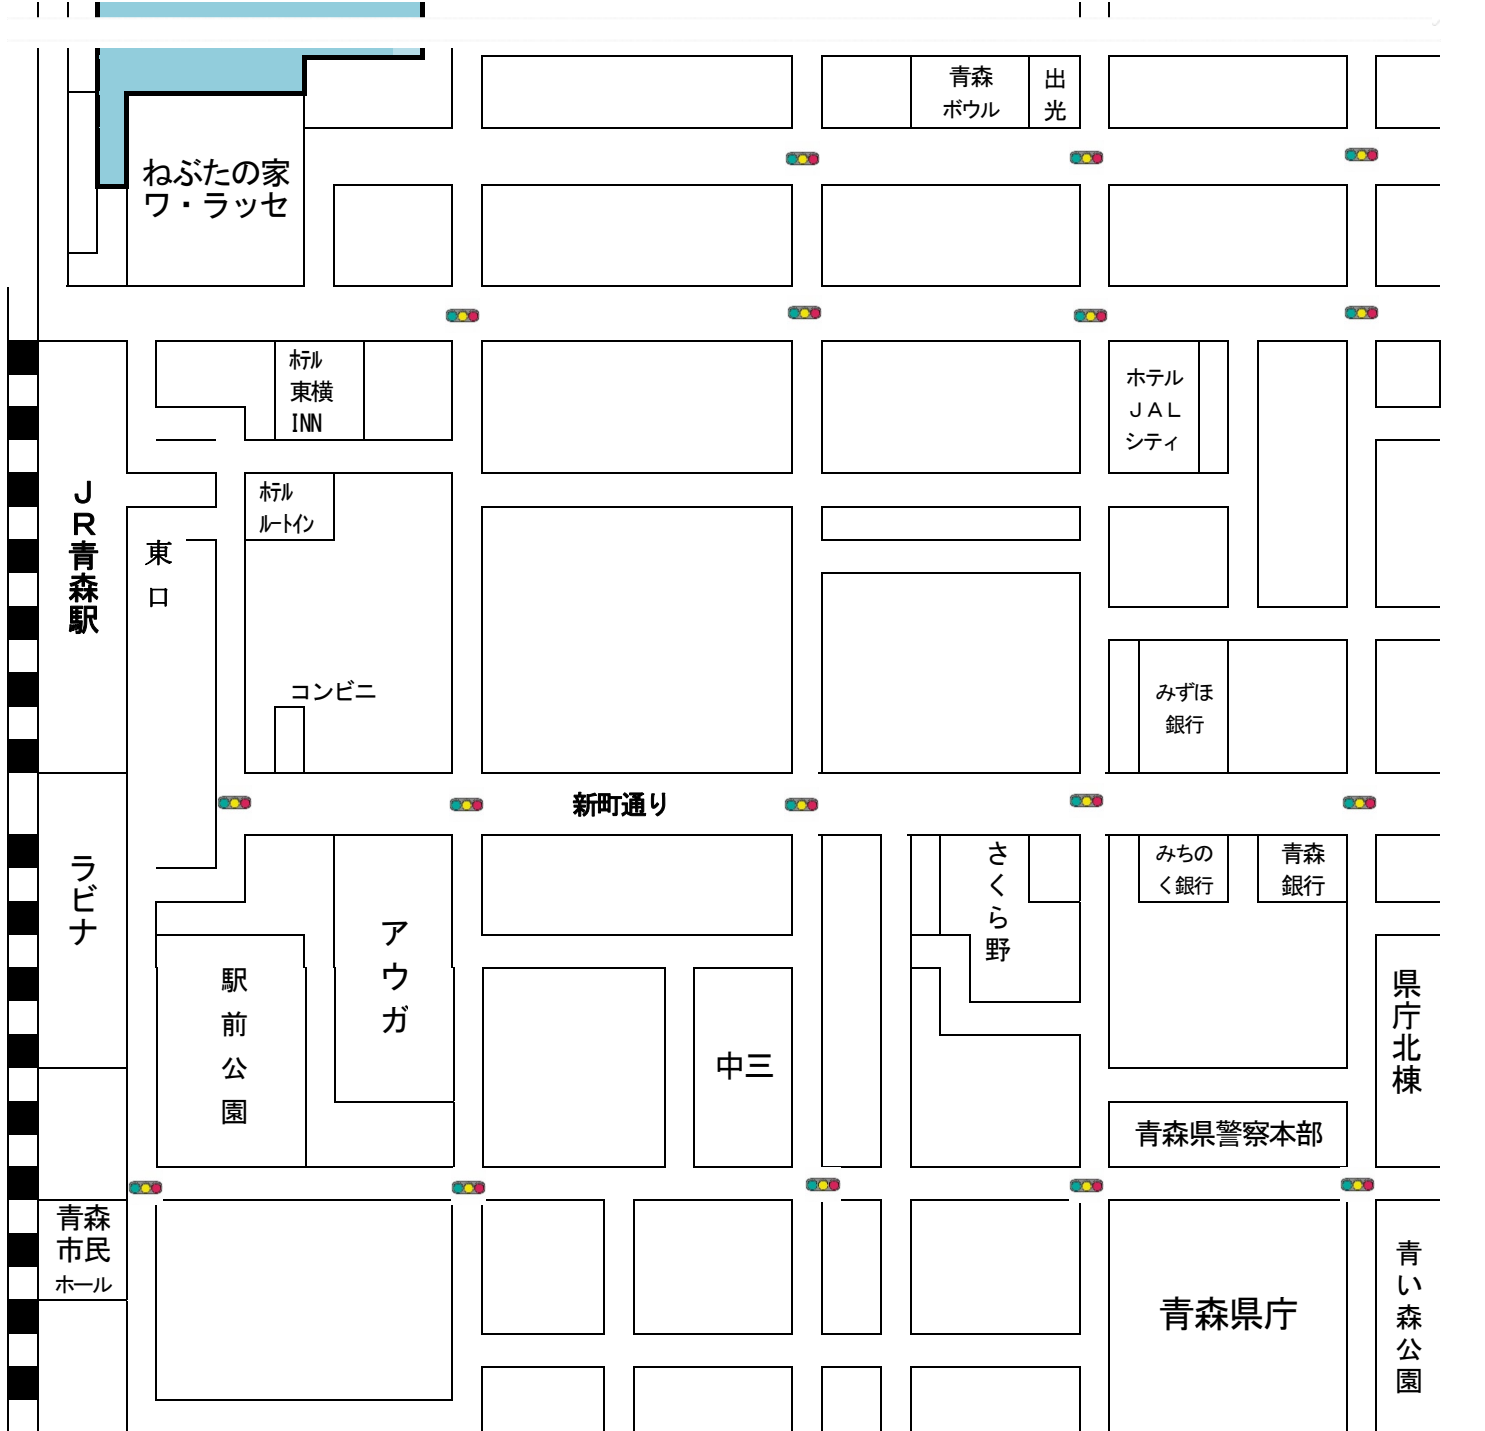 青森
ボウル
出
光
ねぶたの家
ワ・ラッセ
ホテル
東横
INN
ホテル
JAL
シティ
ホテル
ルートイン
JR青森駅
東口
コンビニ
みずほ
銀行
新町通り
ラビナ
さくら野
みちの
く銀行
青森
銀行
アウガ
駅前公園
中三
県庁北棟
青森県警察本部
青森
市民
ホール
青森県庁
青い森公園